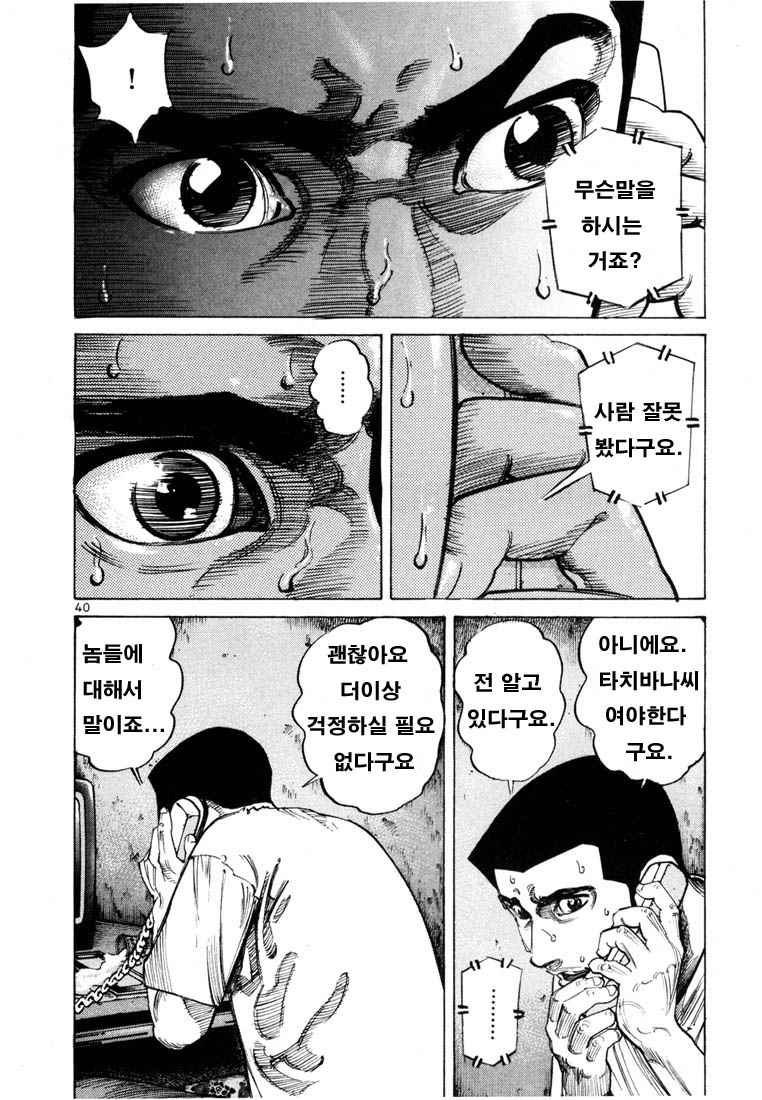 무슨말을
하시는
거죠?
!
사람 잘못
봤다구요.
······
40
아니에요.
타치바나씨
여야한다
구요.
전 알고
있다구요.
······
괜찮아요
더이상
걱정하실 필요
없다구요
놈들에
대해서
말이죠...